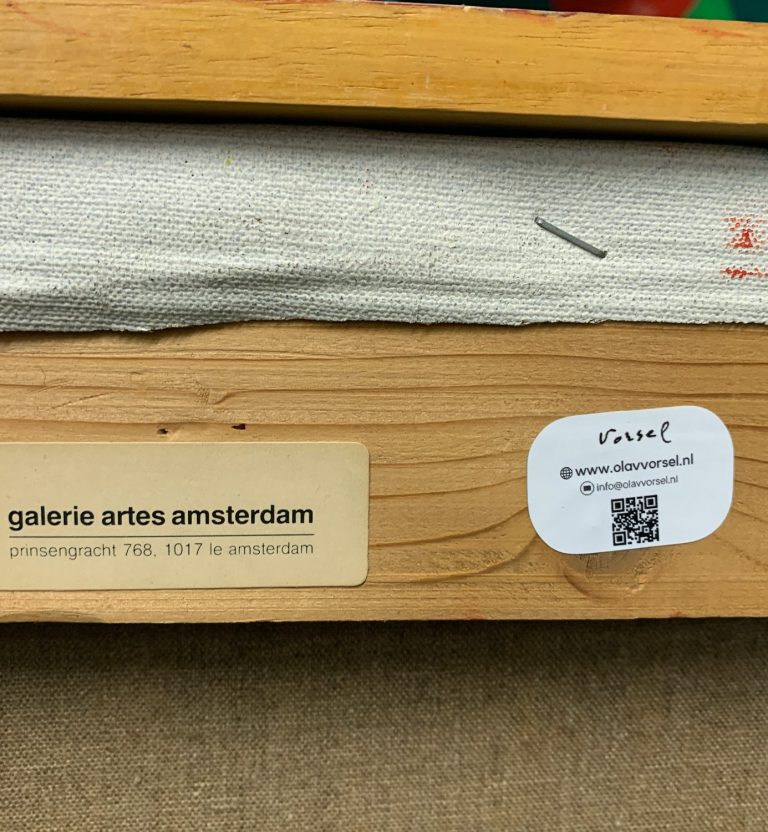 galerie artes amsterdam
prinsengracht 768, 1017 le amsterdam
vorsel
www.olavvorsel.nl
info@olavvorsel.nl